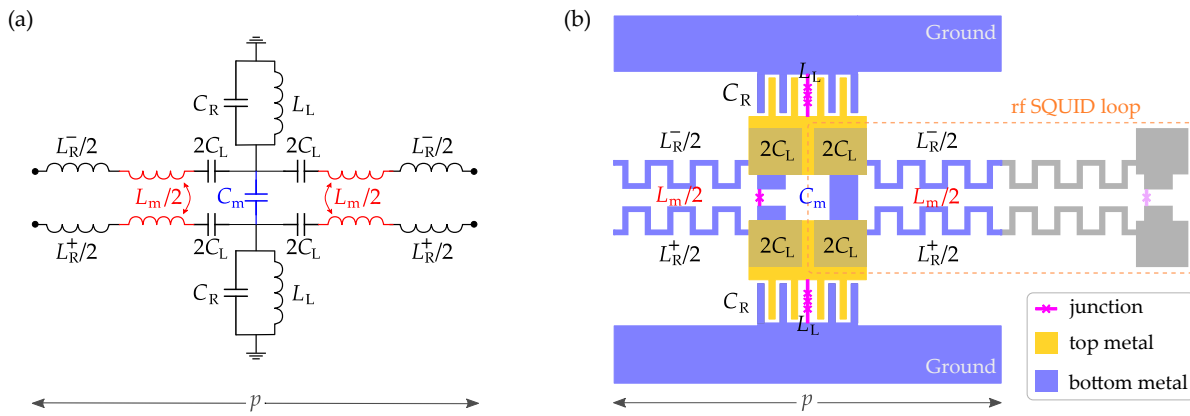 (a)
C_R
L_L
L_R^-/2
2C_L
2C_L
L_R^-/2
L_m/2
C_m
L_m/2
L_R^+/2
2C_L
2C_L
L_R^+/2
C_R
L_L
p
(b)
Ground
L_L
C_R
rf SQUID loop
L_R^-/2
2C_L
2C_L
L_R^-/2
L_m/2
C_m
L_m/2
L_R^+/2
2C_L
2C_L
L_R^+/2
C_R
L_L
Ground
junction
top metal
bottom metal
p